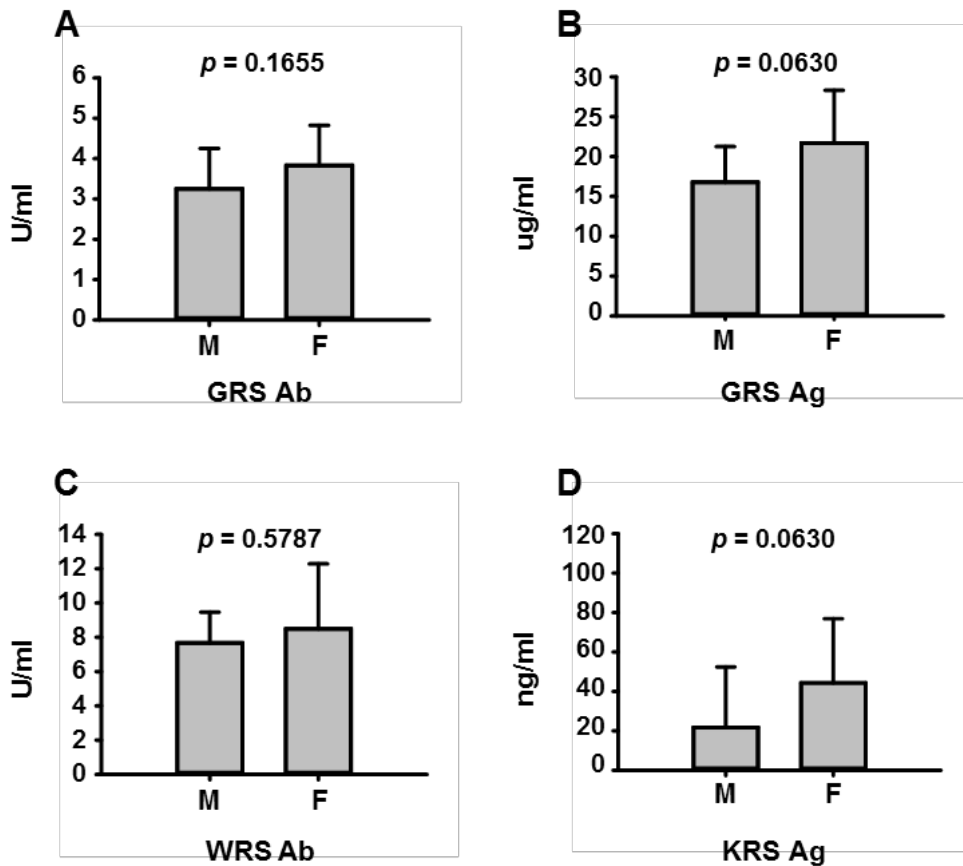 A
p = 0.1655
6
5
4
3
2
1
0
U/ml
M F
GRS Ab
B
p = 0.0630
30
25
20
15
10
5
0
ug/ml
M F
GRS Ag
C
p = 0.5787
14
12
10
8
6
4
2
0
U/ml
M F
WRS Ab
D
p = 0.0630
120
100
80
60
40
20
0
ng/ml
M F
KRS Ag